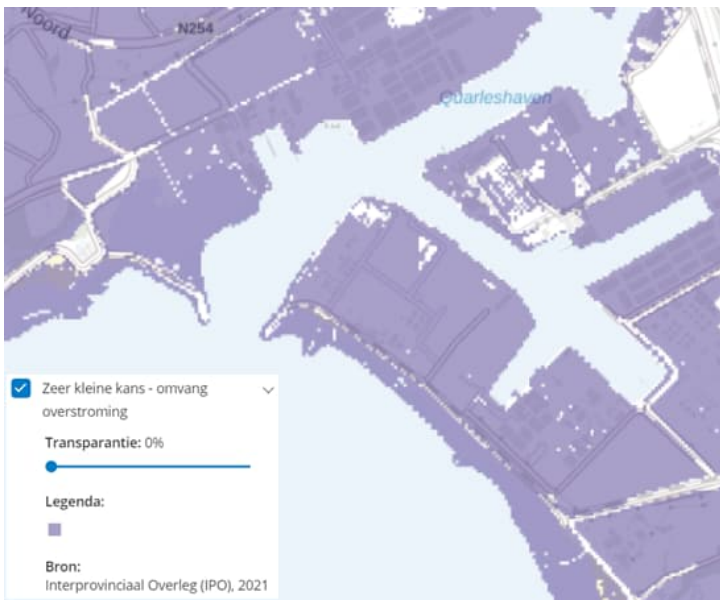 Noord
N254
Quarleshaven
Zeer kleine kans - omvang
overstroming
Transparantie: 0%
Legenda:
Bron:
Interprovinciaal Overleg (IPO), 2021